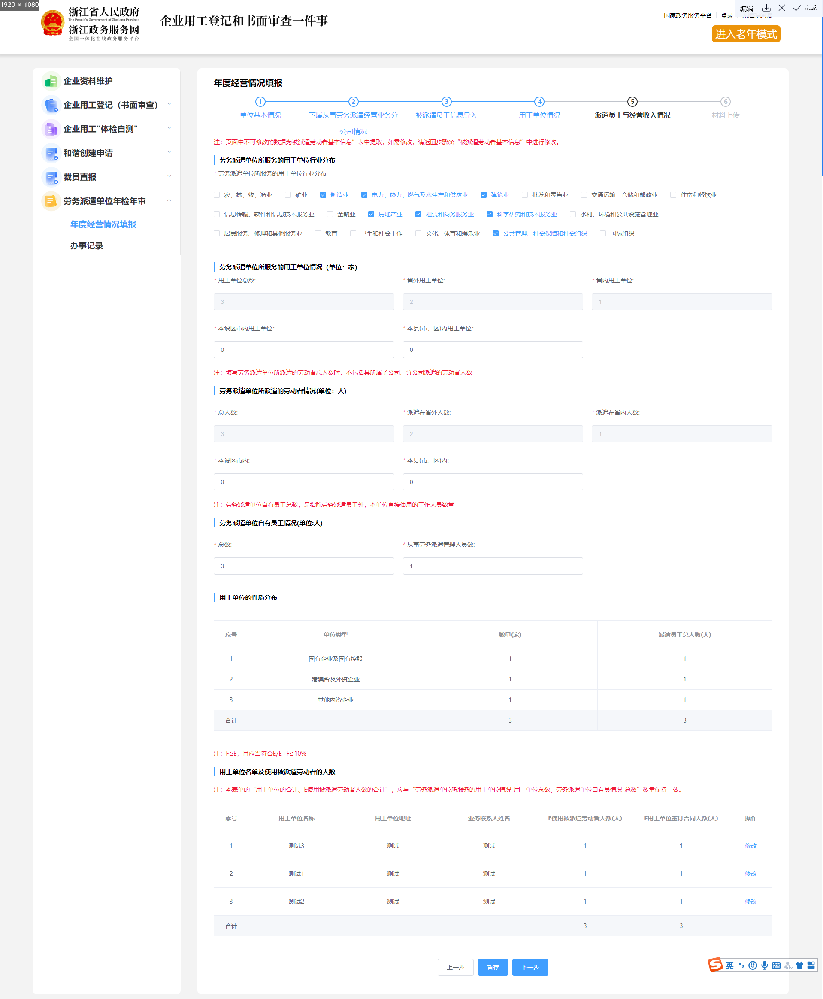 1920 × 1080
浙江省人民政府
The People's Government of Zhejiang Province
浙江政务服务网
全国一体化在线政务服务平台
企业用工登记和书面审查一件事
国家政务服务平台 登录
编辑 完成
进入老年模式
企业资料维护
企业用工登记（书面审查）
企业用工"体检自测"
和谐创建申请
裁员直报
劳务派遣单位年检年审
年度经营情况填报
办事记录
年度经营情况填报
1 2 3 4 5 6
单位基本情况 下属从事劳务派遣经营业务分 被派遣员工信息导入 用工单位情况 派遣员工与经营收入情况 材料上传
公司情况
注：页面中不可修改的数据为被派遣劳动者基本信息”表中提取，如需修改，请返回步骤③“被派遣劳动者基本信息”中进行修改。
劳务派遣单位所服务的用工单位行业分布
* 劳务派遣单位所服务的用工单位行业分布
农、林、牧、渔业 矿业 制造业 电力、热力、燃气及水生产和供应业 建筑业 批发和零售业 交通运输、仓储和邮政业 住宿和餐饮业
信息传输、软件和信息技术服务业 金融业 房地产业 租赁和商务服务业 科学研究和技术服务业 水利、环境和公共设施管理业
居民服务、修理和其他服务业 教育 卫生和社会工作 文化、体育和娱乐业 公共管理、社会保障和社会组织 国际组织
劳务派遣单位所服务的用工单位情况（单位：家）
* 用工单位总数: * 省外用工单位: * 省内用工单位:
3 2 1
* 本设区市内用工单位: * 本县(市，区)内用工单位:
0 0
注：填写劳务派遣单位所派遣的劳动者总人数时，不包括其所属子公司、分公司派遣的劳动者人数
劳务派遣单位所派遣的劳动者情况(单位：人)
* 总人数: * 派遣在省外人数: * 派遣在省内人数:
3 2 1
* 本设区市内: * 本县(市、区)内:
0 0
注：劳务派遣单位自有员工总数，是指除劳务派遣员工外，本单位直接使用的工作人员数量
劳务派遣单位自有员工情况(单位:人)
* 总数: * 从事劳务派遣管理人员数:
3 1
用工单位的性质分布
序号 单位类型 数量(家) 派遣员工总人数(人)
1 国有企业及国有控股 1 1
2 港澳台及外资企业 1 1
3 其他内资企业 1 1
合计 3 3
注：F≥E，且应当符合E/E+F≤10%
用工单位名单及使用被派遣劳动者的人数
注：本表单的“用工单位的合计、E使用被派遣劳动者人数的合计”，应与“劳务派遣单位所服务的用工单位情况-用工单位总数、劳务派遣单位自有员情况-总数”数量保持一致。
序号 用工单位名称 用工单位地址 业务联系人姓名 E使用被派遣劳动者人数(人) F用工单位签订合同人数(人) 操作
1 测试3 测试 测试 1 1 修改
2 测试1 测试 测试 1 1 修改
3 测试2 测试 测试 1 1 修改
合计 3 3
上一步 暂存 下一步
英